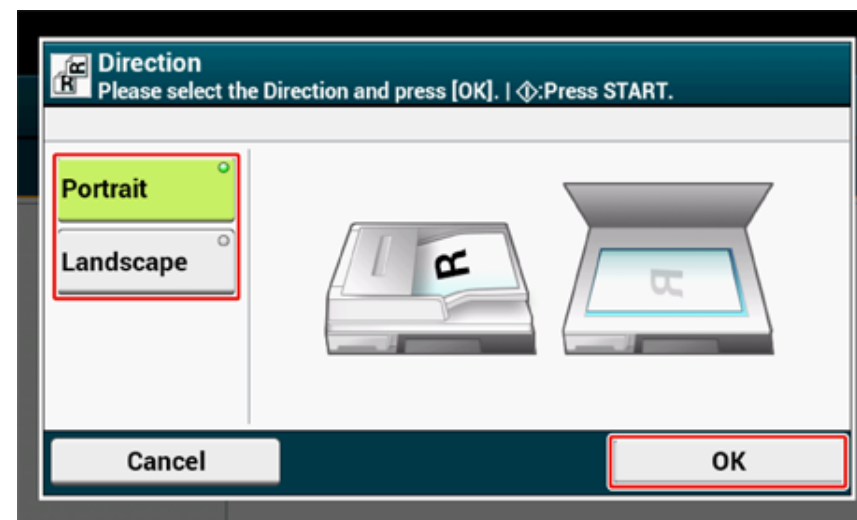 Direction
Please select the Direction and press [OK]. | :Press START.
Portrait
Landscape
R
R
Cancel
OK